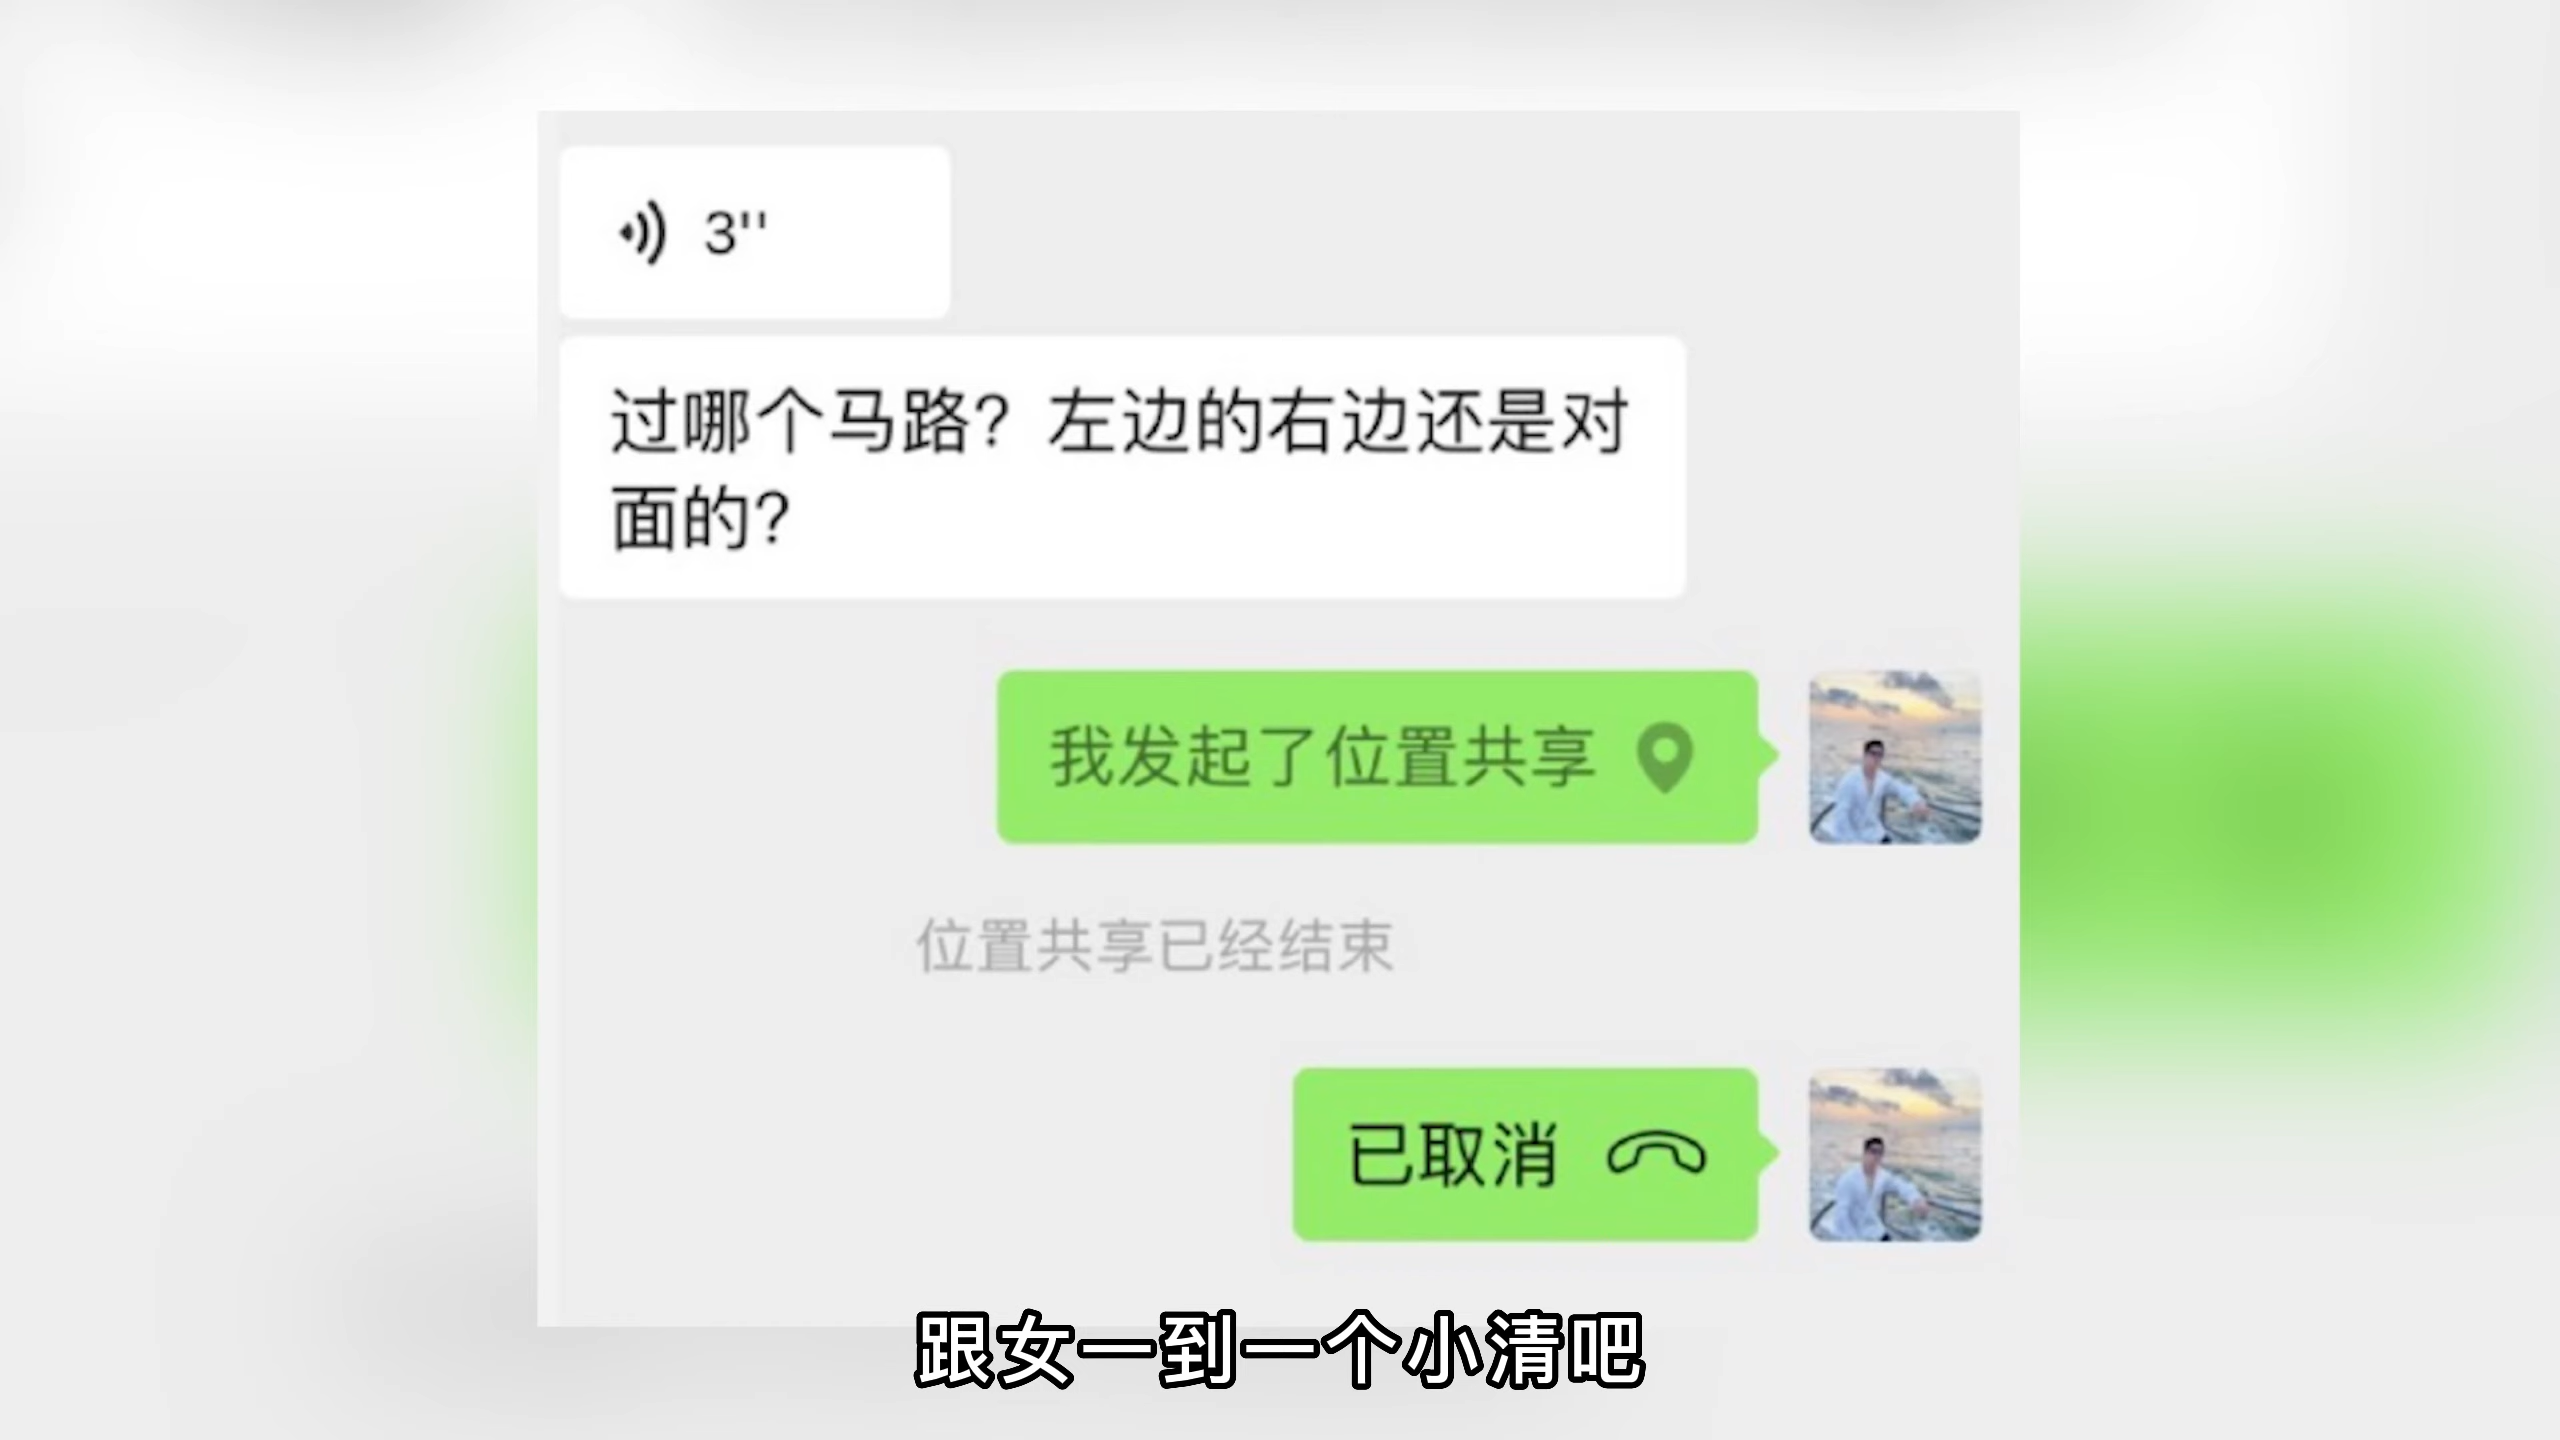 3''
过哪个马路？左边的右边还是对
面的？
我发起了位置共享
位置共享已经结束
已取消
跟女一到一个小清吧